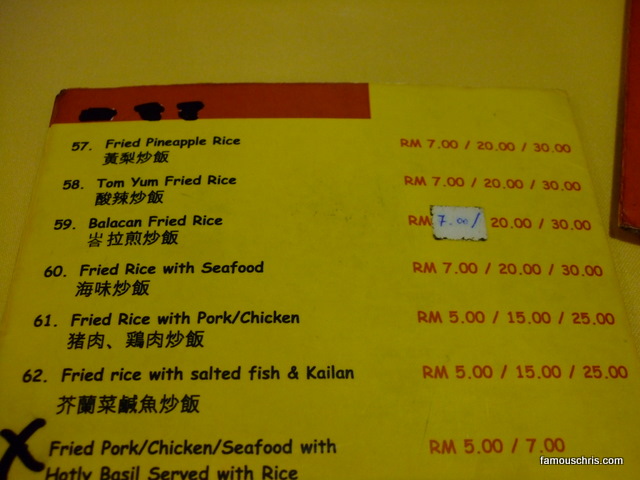 57. Fried Pineapple Rice RM 7.00 / 20.00 / 30.00
黃梨炒飯
58. Tom Yum Fried Rice RM 7.00 / 20.00 / 30.00
酸辣炒飯
59. Balacan Fried Rice RM 7.00/ 20.00 / 30.00
峇拉煎炒飯
60. Fried Rice with Seafood RM 7.00 / 20.00 / 30.00
海味炒飯
61. Fried Rice with Pork/Chicken RM 5.00 / 15.00 / 25.00
猪肉、鶏肉炒飯
62. Fried rice with salted fish & Kailan RM 5.00 / 15.00 / 25.00
芥蘭菜鹹魚炒飯
X Fried Pork/Chicken/Seafood with RM 5.00 / 7.00
Hotly Basil Served with Rice
famouschris.com